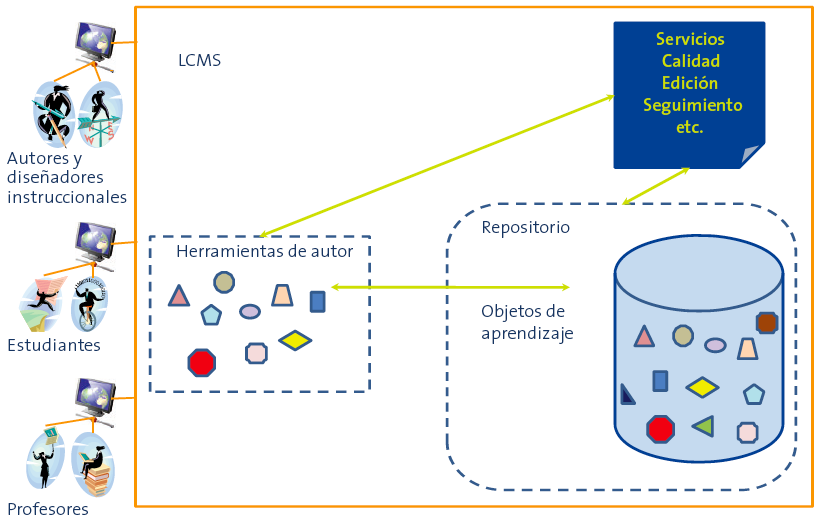 LCMS
Servicios
Calidad
Edición
Seguimiento
etc.
Autores y
diseñadores
instruccionales
Herramientas de autor
Repositorio
Objetos de
aprendizaje
Estudiantes
Profesores
W
S